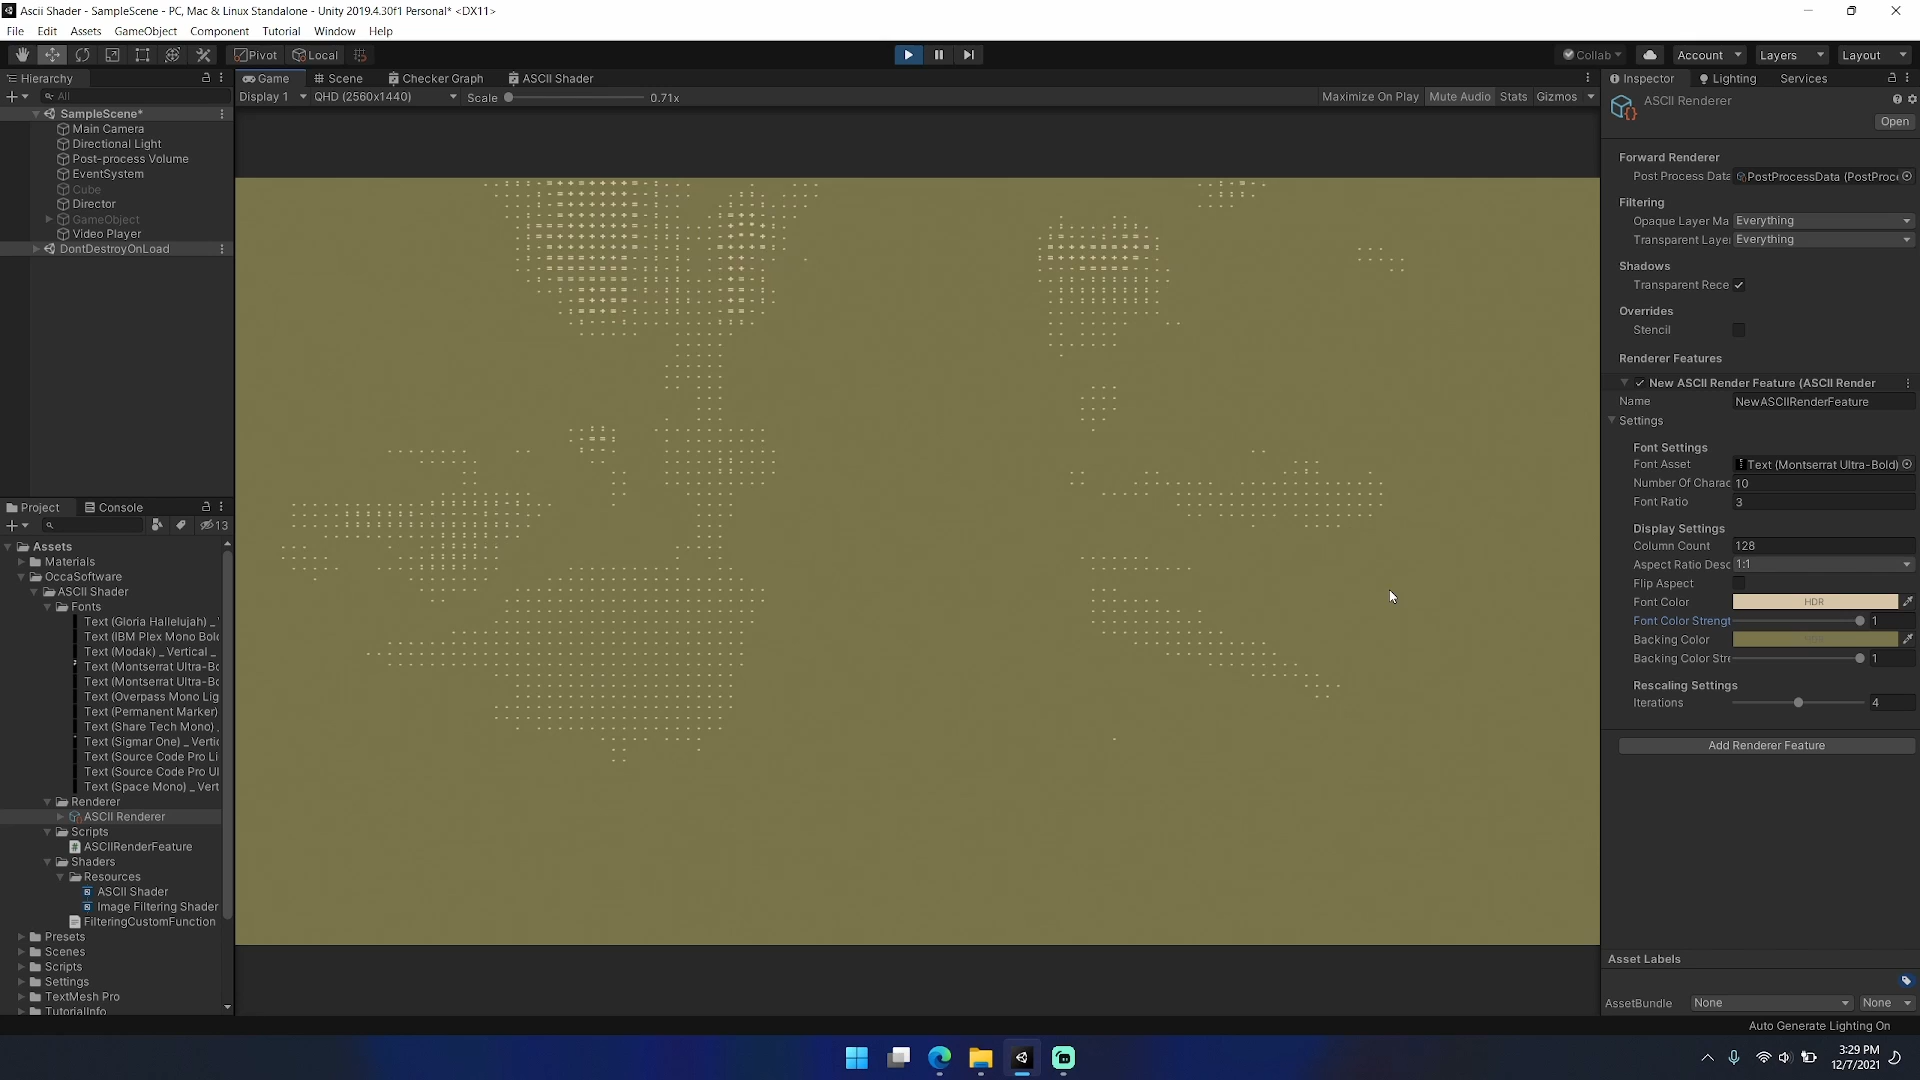 Ascii Shader - SampleScene - PC, Mac & Linux Standalone - Unity 2019.4.30f1 Personal* <DX11>
File Edit Assets GameObject Component Tutorial Window Help
Pivot Local Collab Account Layers Layout
Hierarchy
All
SampleScene*
Main Camera
Directional Light
Post-process Volume
EventSystem
Cube
Director
GameObject
Video Player
DontDestroyOnLoad
Game Scene Checker Graph ASCII Shader
Display 1 QHD (2560x1440) Scale 0.71x Maximize On Play Mute Audio Stats Gizmos
Project Console
13
Assets
Materials
OccaSoftware
ASCII Shader
Fonts
Text (Gloria Hallelujah) _
Text (IBM Plex Mono Bol
Text (Modak) _ Vertical _
Text (Montserrat Ultra-Bo
Text (Montserrat Ultra-Bo
Text (Overpass Mono Lig
Text (Permanent Marker)
Text (Share Tech Mono)
Text (Sigmar One) _ Vertic
Text (Source Code Pro Li
Text (Source Code Pro Ul
Text (Space Mono) _ Vert
Renderer
ASCII Renderer
Scripts
ASCIIRenderFeature
Shaders
Resources
ASCII Shader
Image Filtering Shader
FilteringCustomFunction
Presets
Scenes
Scripts
Settings
TextMesh Pro
TutorialInfo
Inspector Lighting Services
ASCII Renderer
Open
Forward Renderer
Post Process Data PostProcessData (PostProce
Filtering
Opaque Layer Ma Everything
Transparent Layer Everything
Shadows
Transparent Rece
Overrides
Stencil
Renderer Features
New ASCII Render Feature (ASCII Render
Name NewASCIIRenderFeature
Settings
Font Settings
Font Asset Text (Montserrat Ultra-Bold)
Number Of Charac 10
Font Ratio 3
Display Settings
Column Count 128
Aspect Ratio Desc 1:1
Flip Aspect
Font Color HDR
Font Color Strengt 1
Backing Color HDR
Backing Color Stre 1
Rescaling Settings
Iterations 4
Add Renderer Feature
Asset Labels
AssetBundle None None
Auto Generate Lighting On
3:29 PM
12/7/2021